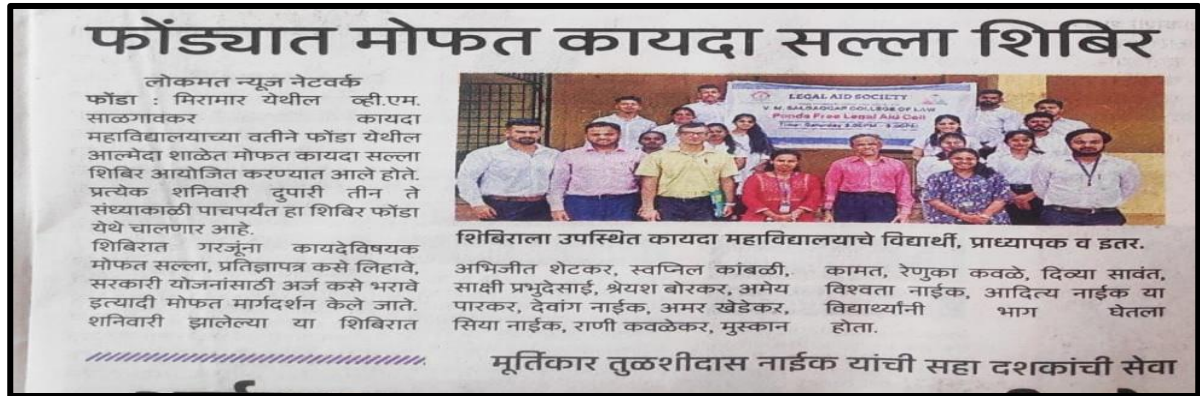 फोंड्यात मोफत कायदा सल्ला शिबिर
लोकमत न्यूज नेटवर्क
फोंडा : मिरामार येथील व्ही.एम.
साळगावकर कायदा
महाविद्यालयाच्या वतीने फोंडा येथील
आल्मेदा शाळेत मोफत कायदा सल्ला
शिबिर आयोजित करण्यात आले होते.
प्रत्येक शनिवारी दुपारी तीन ते
संध्याकाळी पाचपर्यंत हा शिबिर फोंडा
येथे चालणार आहे.
शिबिरात गरजूंना कायदेविषयक
मोफत सल्ला, प्रतिज्ञापत्र कसे लिहावे,
सरकारी योजनांसाठी अर्ज कसे भरावे
इत्यादी मोफत मार्गदर्शन केले जाते.
शनिवारी झालेल्या या शिबिरात
LEGAL AID SOCIETY
V. M. SALGAOCAR COLLEGE OF LAW
Ponda Free Legal Aid Cell
शिबिराला उपस्थित कायदा महाविद्यालयाचे विद्यार्थी, प्राध्यापक व इतर.
अभिजीत शेटकर, स्वप्निल कांबळी,
साक्षी प्रभुदेसाई, श्रेयश बोरकर, अमेय
पारकर, देवांग नाईक, अमर खेडेकर,
सिया नाईक, राणी कवळेकर, मुस्कान
कामत, रेणुका कवळे, दिव्या सावंत,
विश्वता नाईक, आदित्य नाईक या
विद्यार्थ्यांनी भाग घेतला
होता.
मूर्तिकार तुळशीदास नाईक यांची सहा दशकांची सेवा